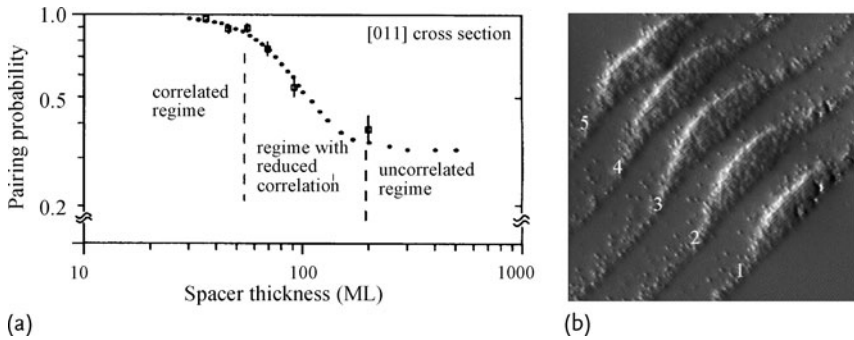 [011] cross section
1.0
0.5
0.2
Pairing probability
correlated
regime
regime with
reduced
correlation
uncorrelated
regime
10
100
1000
Spacer thickness (ML)
(a)
5
4
3
2
1
(b)